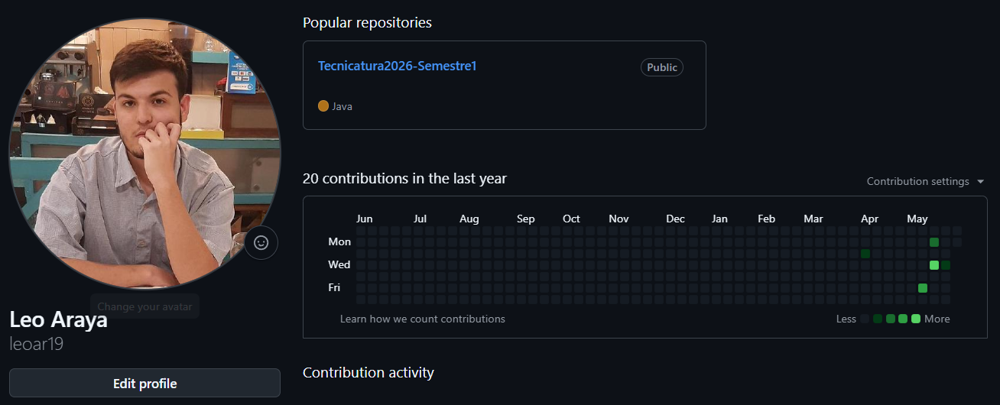 Popular repositories
Tecnicatura2026-Semestre1
Public
Java
20 contributions in the last year
Contribution settings
Jun Jul Aug Sep Oct Nov Dec Jan Feb Mar Apr May
Mon
Wed
Fri
Learn how we count contributions
Less More
Change your avatar
Leo Araya
leoar19
Edit profile
Contribution activity